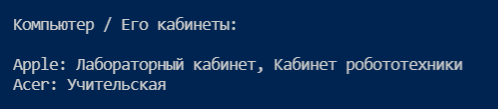 Компьютер / Его кабинеты:
Apple: Лабораторный кабинет, Кабинет робототехники
Acer: Учительская